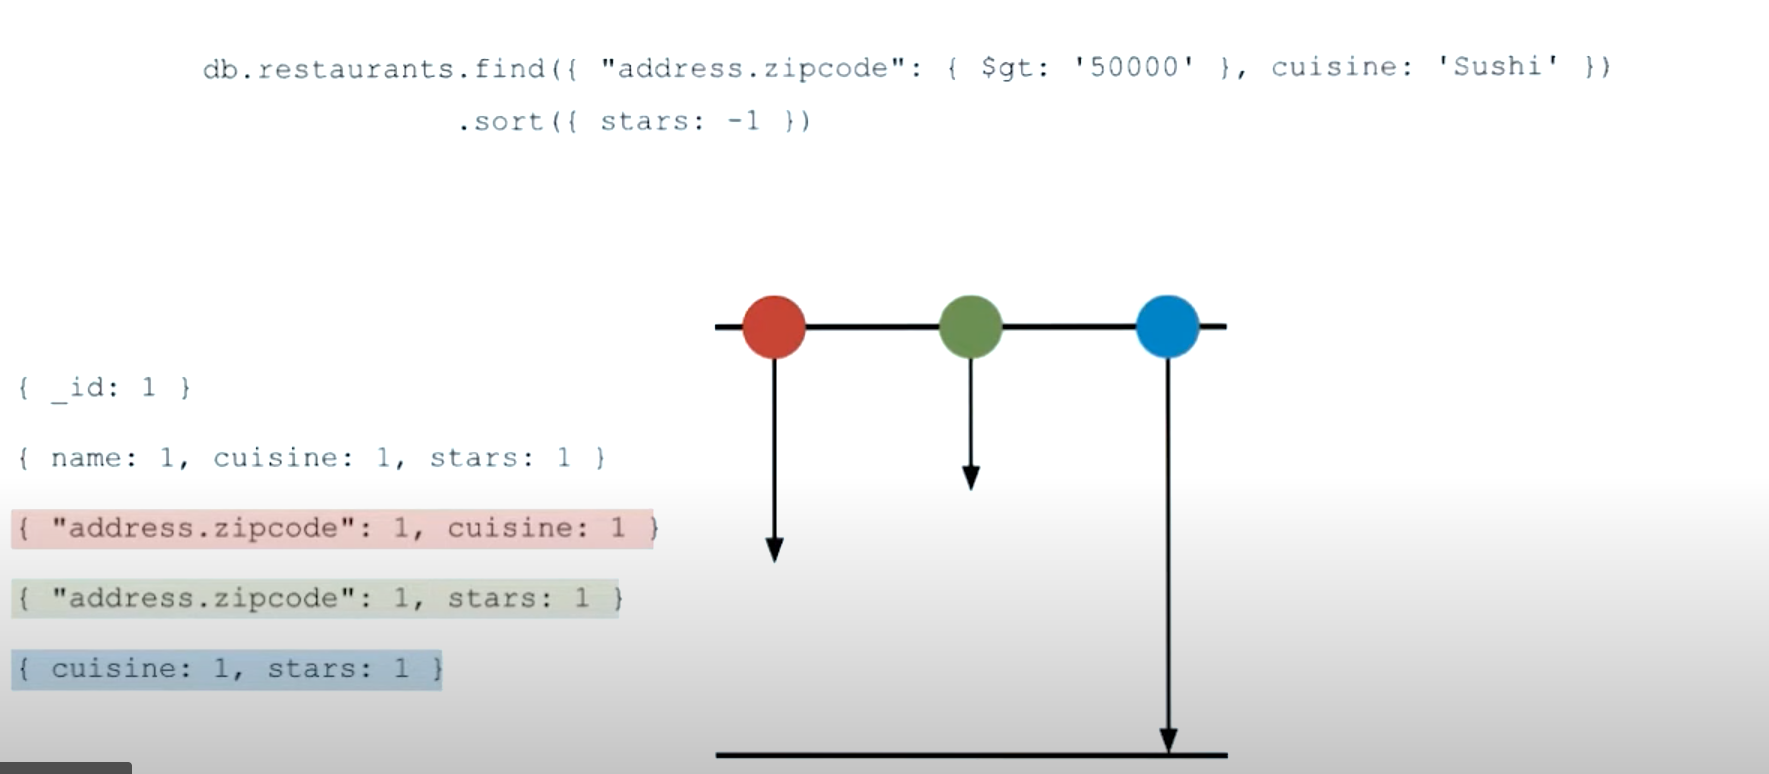 db.restaurants.find({ "address.zipcode": { $gt: '50000' }, cuisine: 'Sushi' })
.sort({ stars: -1 })
{ _id: 1 }
{ name: 1, cuisine: 1, stars: 1 }
{ "address.zipcode": 1, cuisine: 1 }
{ "address.zipcode": 1, stars: 1 }
{ cuisine: 1, stars: 1 }